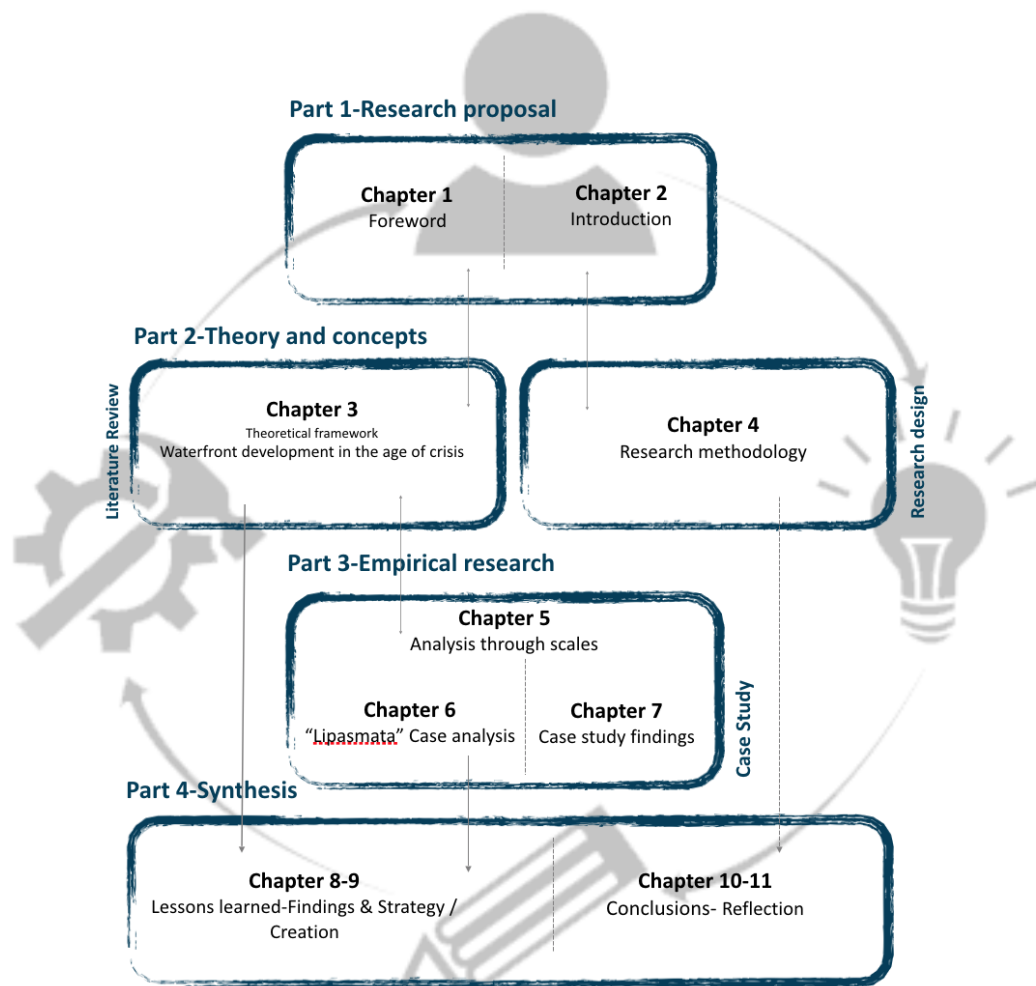 Part 1-Research proposal
Chapter 1
Foreword
Chapter 2
Introduction
Part 2-Theory and concepts
Literature Review
Chapter 3
Theoretical framework
Waterfront development in the age of crisis
Chapter 4
Research methodology
Research design
Part 3-Empirical research
Chapter 5
Analysis through scales
Chapter 6
“Lipasmata” Case analysis
Chapter 7
Case study findings
Case Study
Part 4-Synthesis
Chapter 8-9
Lessons learned-Findings & Strategy /
Creation
Chapter 10-11
Conclusions- Reflection